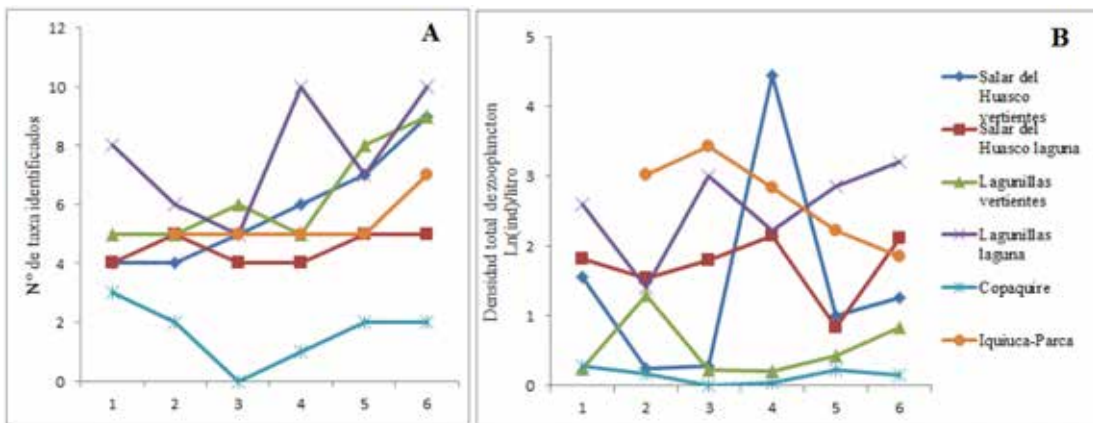 A
12
10
8
6
4
2
0
N° de taxa identificados
1 2 3 4 5 6
B
5
4
3
2
1
0
Densidad total de zooplancton
Ln(ind)/litro
1 2 3 4 5 6
Salar del
Huasco
vertientes
Salar del
Huasco laguna
Lagunillas
vertientes
Lagunillas
laguna
Copaquire
Iquiuca-Parca